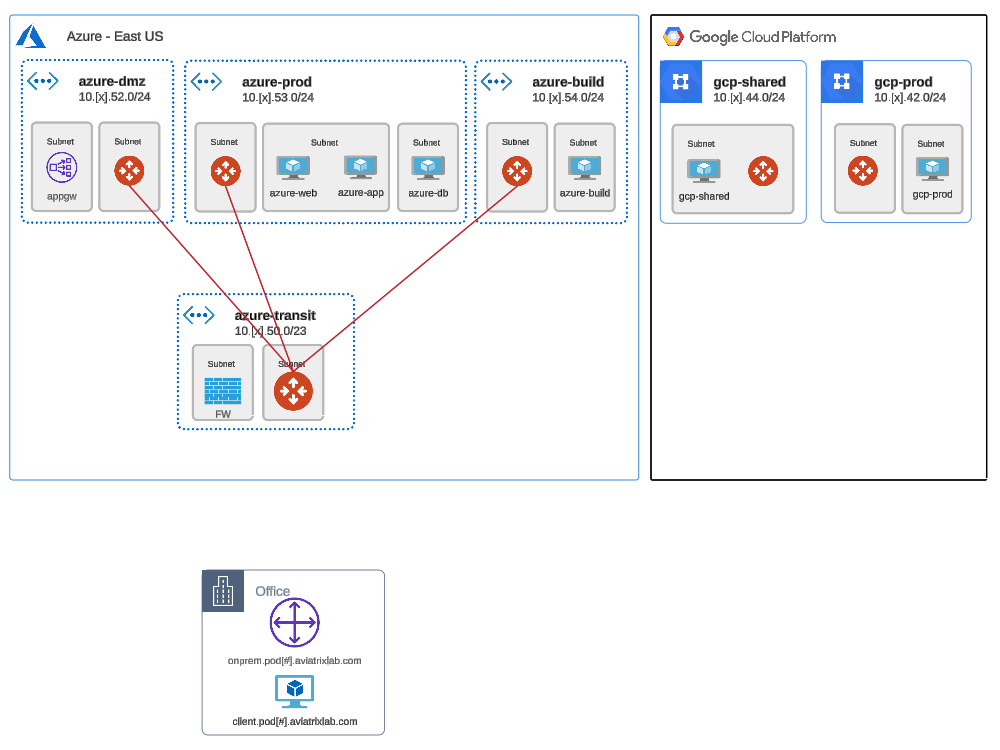 Azure - East US
Google Cloud Platform
azure-dmz
10.[x].52.0/24
azure-prod
10.[x].53.0/24
azure-build
10.[x].54.0/24
gcp-shared
10.[x].44.0/24
gcp-prod
10.[x].42.0/24
Subnet
appgw
Subnet
Subnet
Subnet
azure-web
azure-app
Subnet
azure-db
Subnet
Subnet
azure-build
Subnet
gcp-shared
Subnet
Subnet
gcp-prod
azure-transit
10.[x].50.0/23
Subnet
FW
Subnet
Office
onprem.pod[#].aviatrixlab.com
client.pod[#].aviatrixlab.com